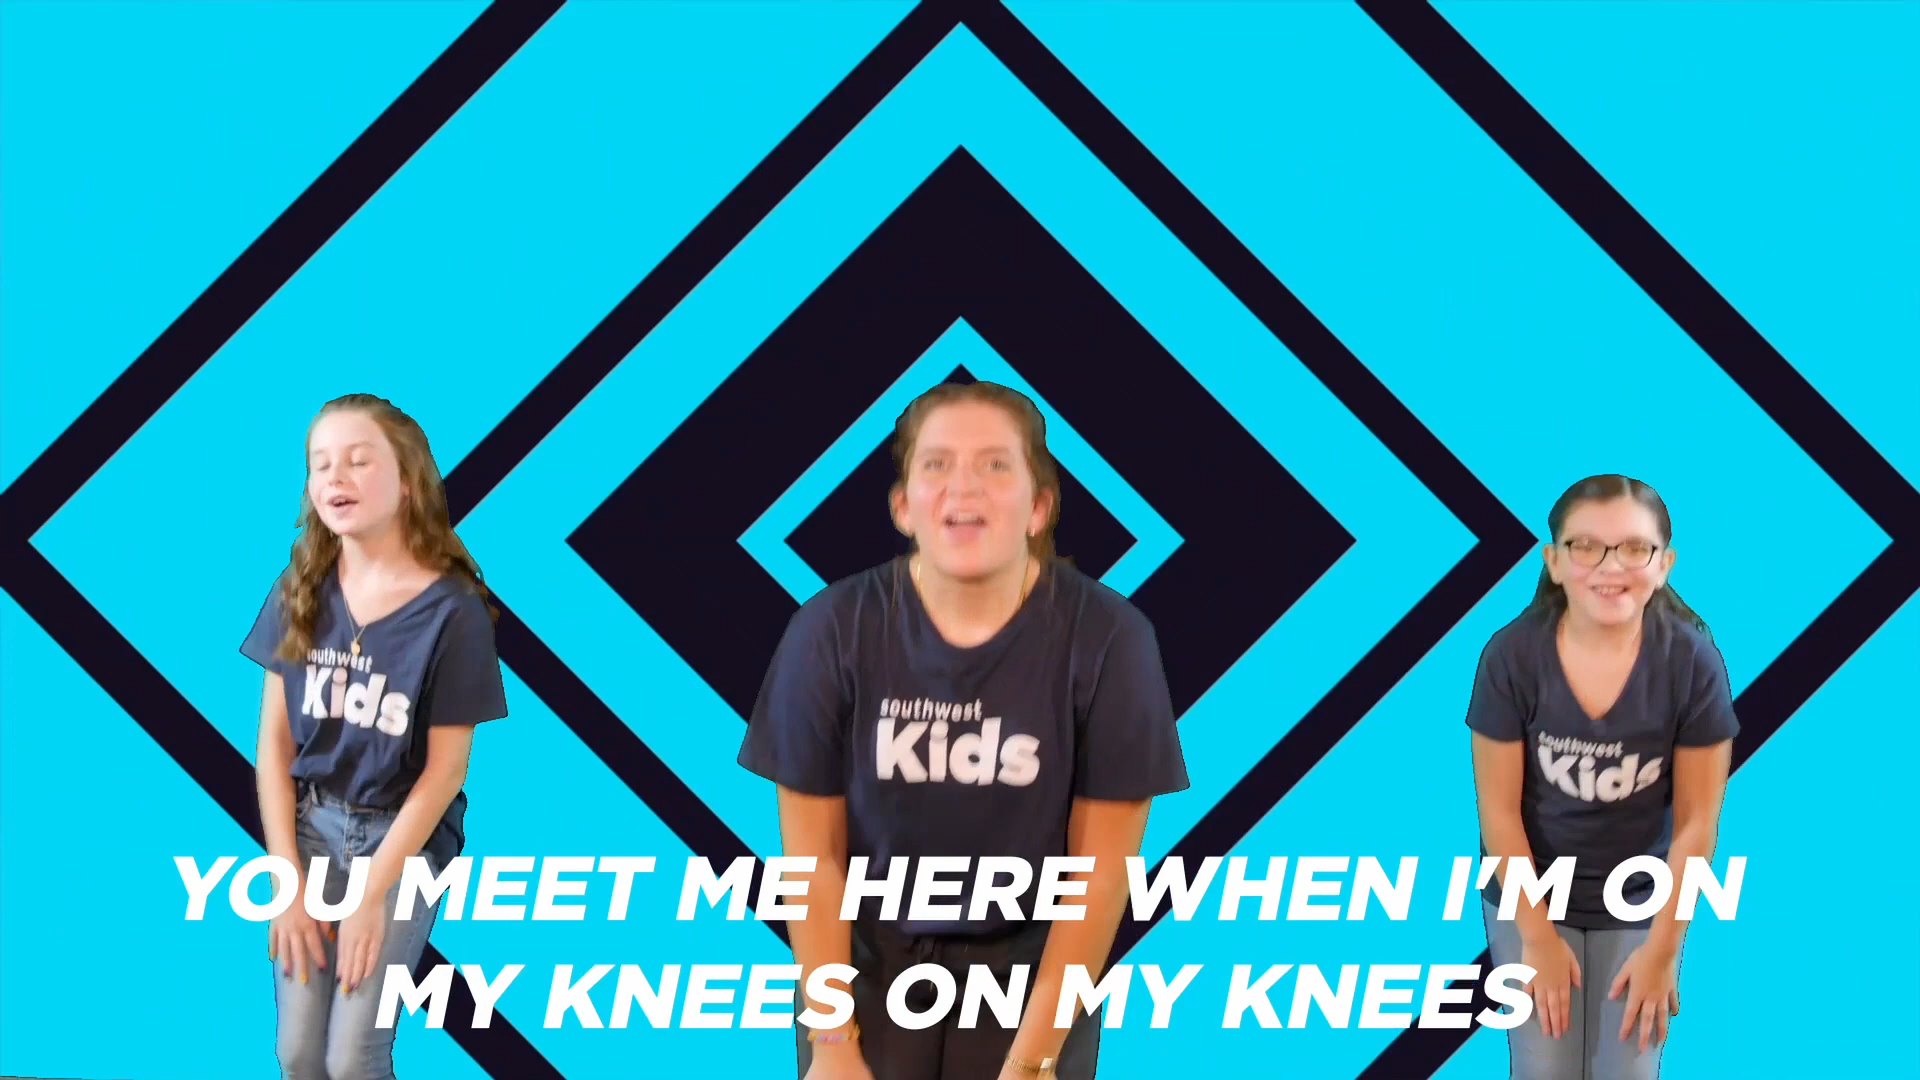 southwest
Kids
southwest
Kids
southwest
Kids
YOU MEET ME HERE WHEN I'M ON
MY KNEES ON MY KNEES